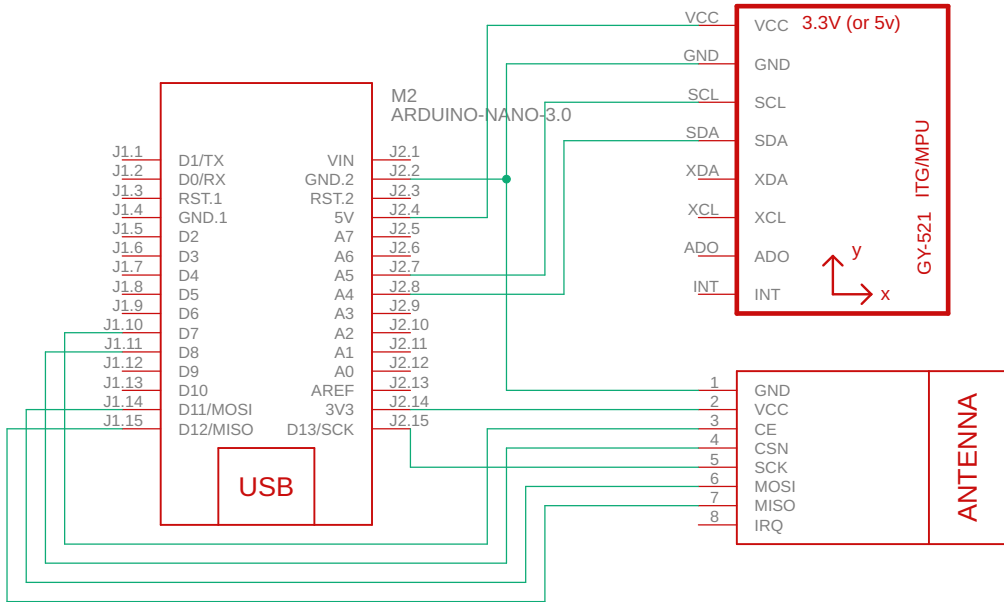 M2
ARDUINO-NANO-3.0
J1.1 D1/TX VIN J2.1
J1.2 D0/RX GND.2 J2.2
J1.3 RST.1 RST.2 J2.3
J1.4 GND.1 5V J2.4
J1.5 D2 A7 J2.5
J1.6 D3 A6 J2.6
J1.7 D4 A5 J2.7
J1.8 D5 A4 J2.8
J1.9 D6 A3 J2.9
J1.10 D7 A2 J2.10
J1.11 D8 A1 J2.11
J1.12 D9 A0 J2.12
J1.13 D10 AREF J2.13
J1.14 D11/MOSI 3V3 J2.14
J1.15 D12/MISO D13/SCK J2.15
USB
VCC VCC 3.3V (or 5v)
GND GND
SCL SCL
SDA SDA
XDA XDA
XCL XCL
ADO ADO
INT INT
y
x
GY-521 ITG/MPU
1 GND
2 VCC
3 CE
4 CSN
5 SCK
6 MOSI
7 MISO
8 IRQ
ANTENNA